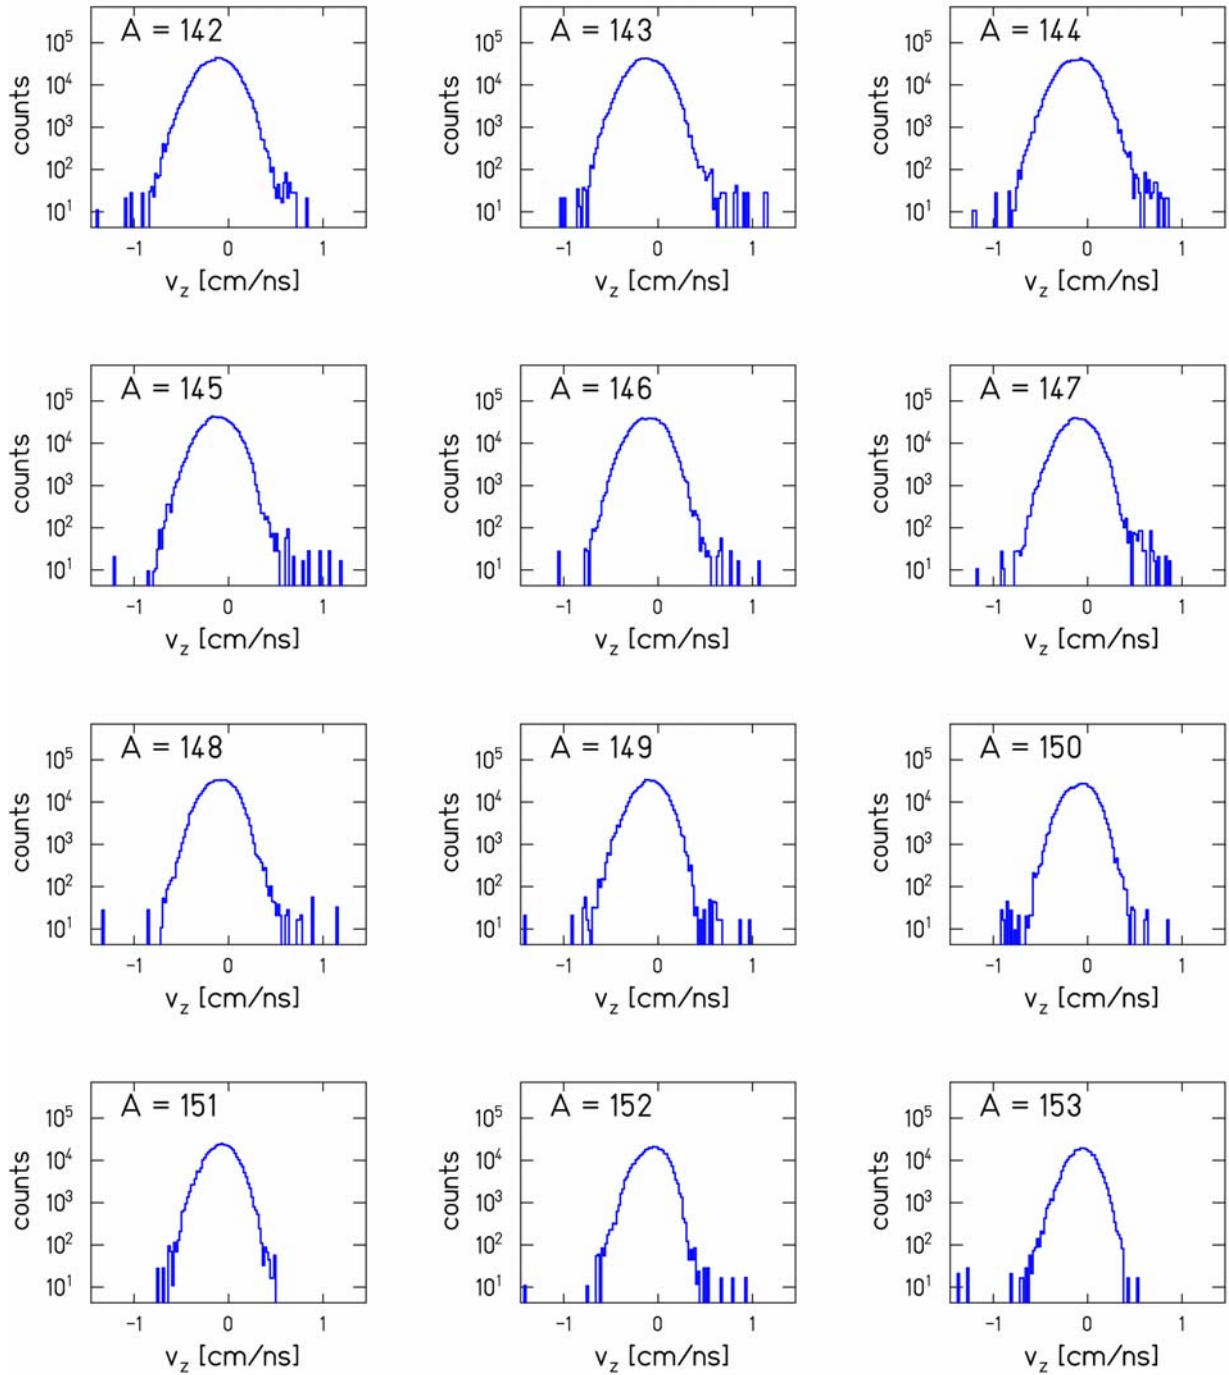 A = 142
A = 143
A = 144
10⁵
10⁴
10³
10²
10¹
counts
-1 0 1
v_z [cm/ns]
10⁵
10⁴
10³
10²
10¹
counts
-1 0 1
v_z [cm/ns]
10⁵
10⁴
10³
10²
10¹
counts
-1 0 1
v_z [cm/ns]
A = 145
A = 146
A = 147
10⁵
10⁴
10³
10²
10¹
counts
-1 0 1
v_z [cm/ns]
10⁵
10⁴
10³
10²
10¹
counts
-1 0 1
v_z [cm/ns]
10⁵
10⁴
10³
10²
10¹
counts
-1 0 1
v_z [cm/ns]
A = 148
A = 149
A = 150
10⁵
10⁴
10³
10²
10¹
counts
-1 0 1
v_z [cm/ns]
10⁵
10⁴
10³
10²
10¹
counts
-1 0 1
v_z [cm/ns]
10⁵
10⁴
10³
10²
10¹
counts
-1 0 1
v_z [cm/ns]
A = 151
A = 152
A = 153
10⁵
10⁴
10³
10²
10¹
counts
-1 0 1
v_z [cm/ns]
10⁵
10⁴
10³
10²
10¹
counts
-1 0 1
v_z [cm/ns]
10⁵
10⁴
10³
10²
10¹
counts
-1 0 1
v_z [cm/ns]